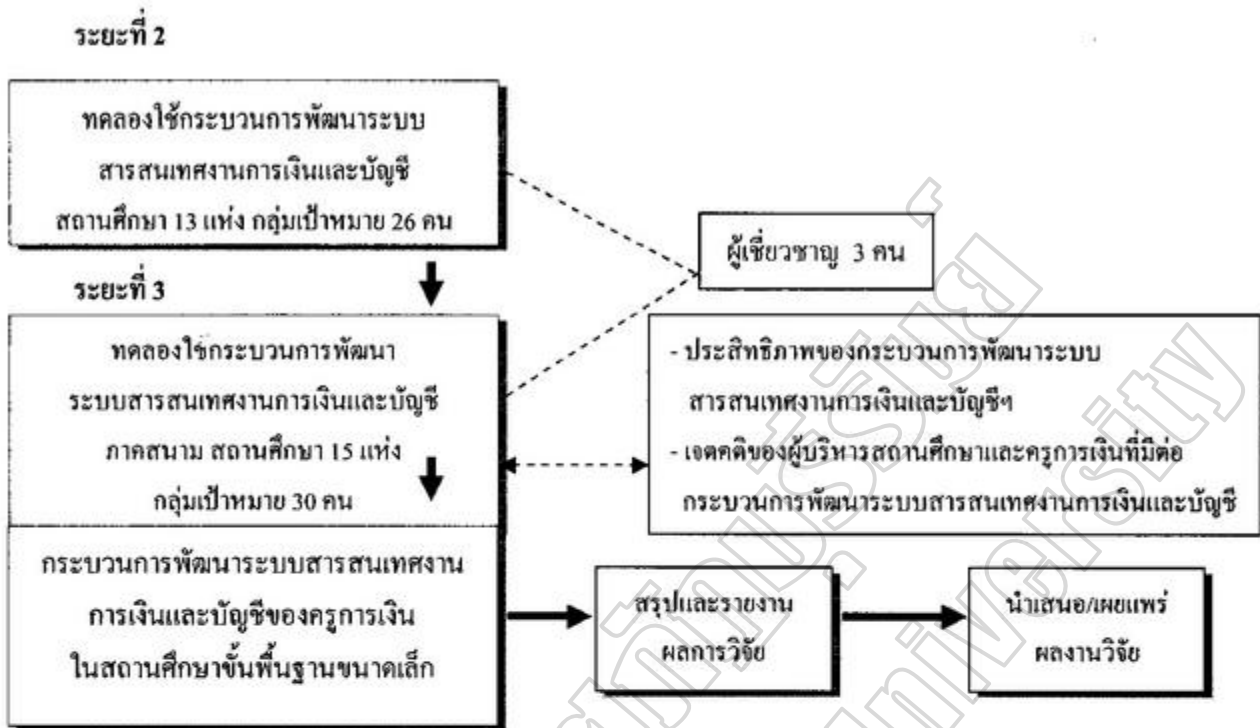 ระยะที่ 2
ทดลองใช้กระบวนการพัฒนาระบบ
สารสนเทศงานการเงินและบัญชี
สถานศึกษา 13 แห่ง กลุ่มเป้าหมาย 26 คน
ผู้เชี่ยวชาญ 3 คน
ระยะที่ 3
ทดลองใช้กระบวนการพัฒนา
ระบบสารสนเทศงานการเงินและบัญชี
ภาคสนาม สถานศึกษา 15 แห่ง
กลุ่มเป้าหมาย 30 คน
- ประสิทธิภาพของกระบวนการพัฒนาระบบ
สารสนเทศงานการเงินและบัญชีฯ
- เจตคติของผู้บริหารสถานศึกษาและครูการเงินที่มีต่อ
กระบวนการพัฒนาระบบสารสนเทศงานการเงินและบัญชี
กระบวนการพัฒนาระบบสารสนเทศงาน
การเงินและบัญชีของครูการเงิน
ในสถานศึกษาขั้นพื้นฐานขนาดเล็ก
สรุปและรายงาน
ผลการวิจัย
นำเสนอ/เผยแพร่
ผลงานวิจัย
University